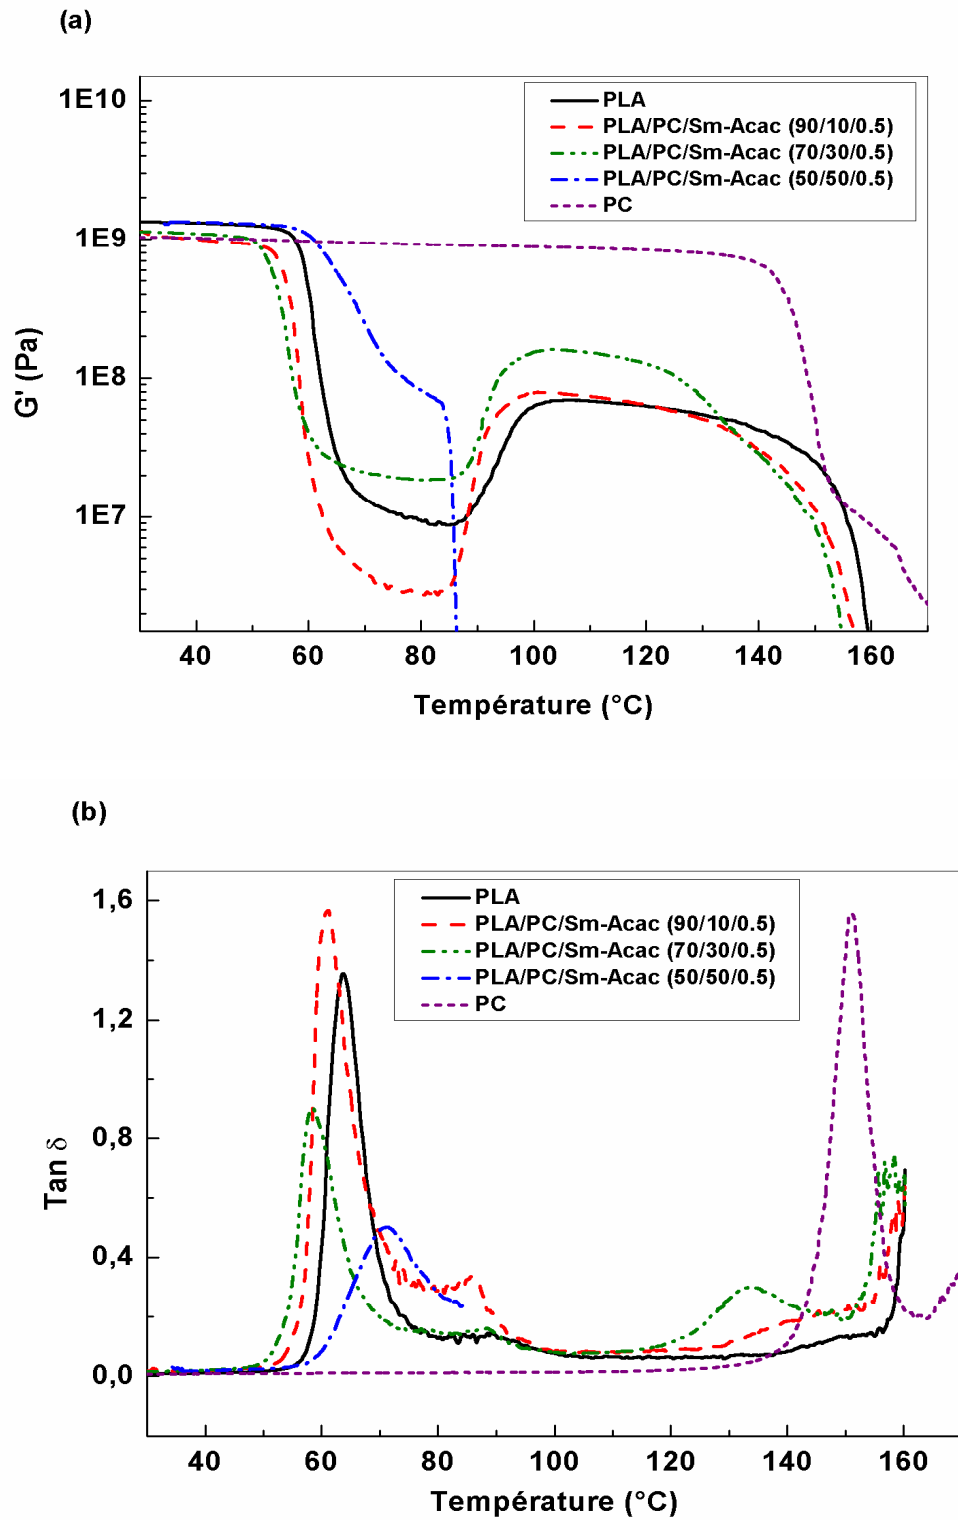 (a)
1E10
1E9
1E8
1E7
G' (Pa)
PLA
PLA/PC/Sm-Acac (90/10/0.5)
PLA/PC/Sm-Acac (70/30/0.5)
PLA/PC/Sm-Acac (50/50/0.5)
PC
40 60 80 100 120 140 160
Température (°C)
(b)
1,6
1,2
0,8
0,4
0,0
Tan δ
PLA
PLA/PC/Sm-Acac (90/10/0.5)
PLA/PC/Sm-Acac (70/30/0.5)
PLA/PC/Sm-Acac (50/50/0.5)
PC
40 60 80 100 120 140 160
Température (°C)